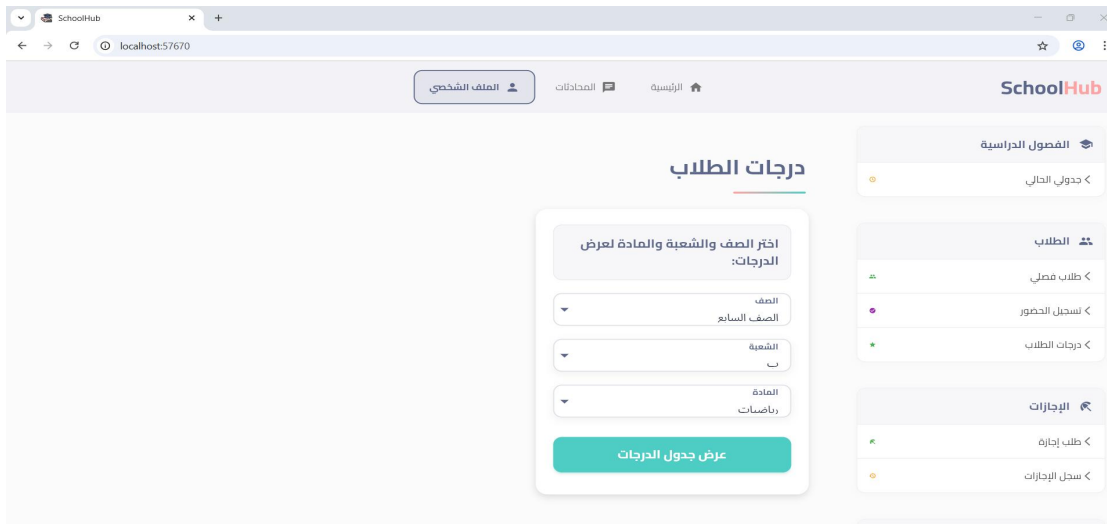 SchoolHub
localhost:57670
SchoolHub
الرئيسية
المحادثات
الملف الشخصي
الفصول الدراسية
جدولي الحالي
الطلاب
طلاب فصلي
تسجيل الحضور
درجات الطلاب
الإجازات
طلب إجازة
سجل الإجازات
درجات الطلاب
اختر الصف والشعبة والمادة لعرض
الدرجات:
الصف
الصف السابع
الشعبة
ب
المادة
رياضيات
عرض جدول الدرجات